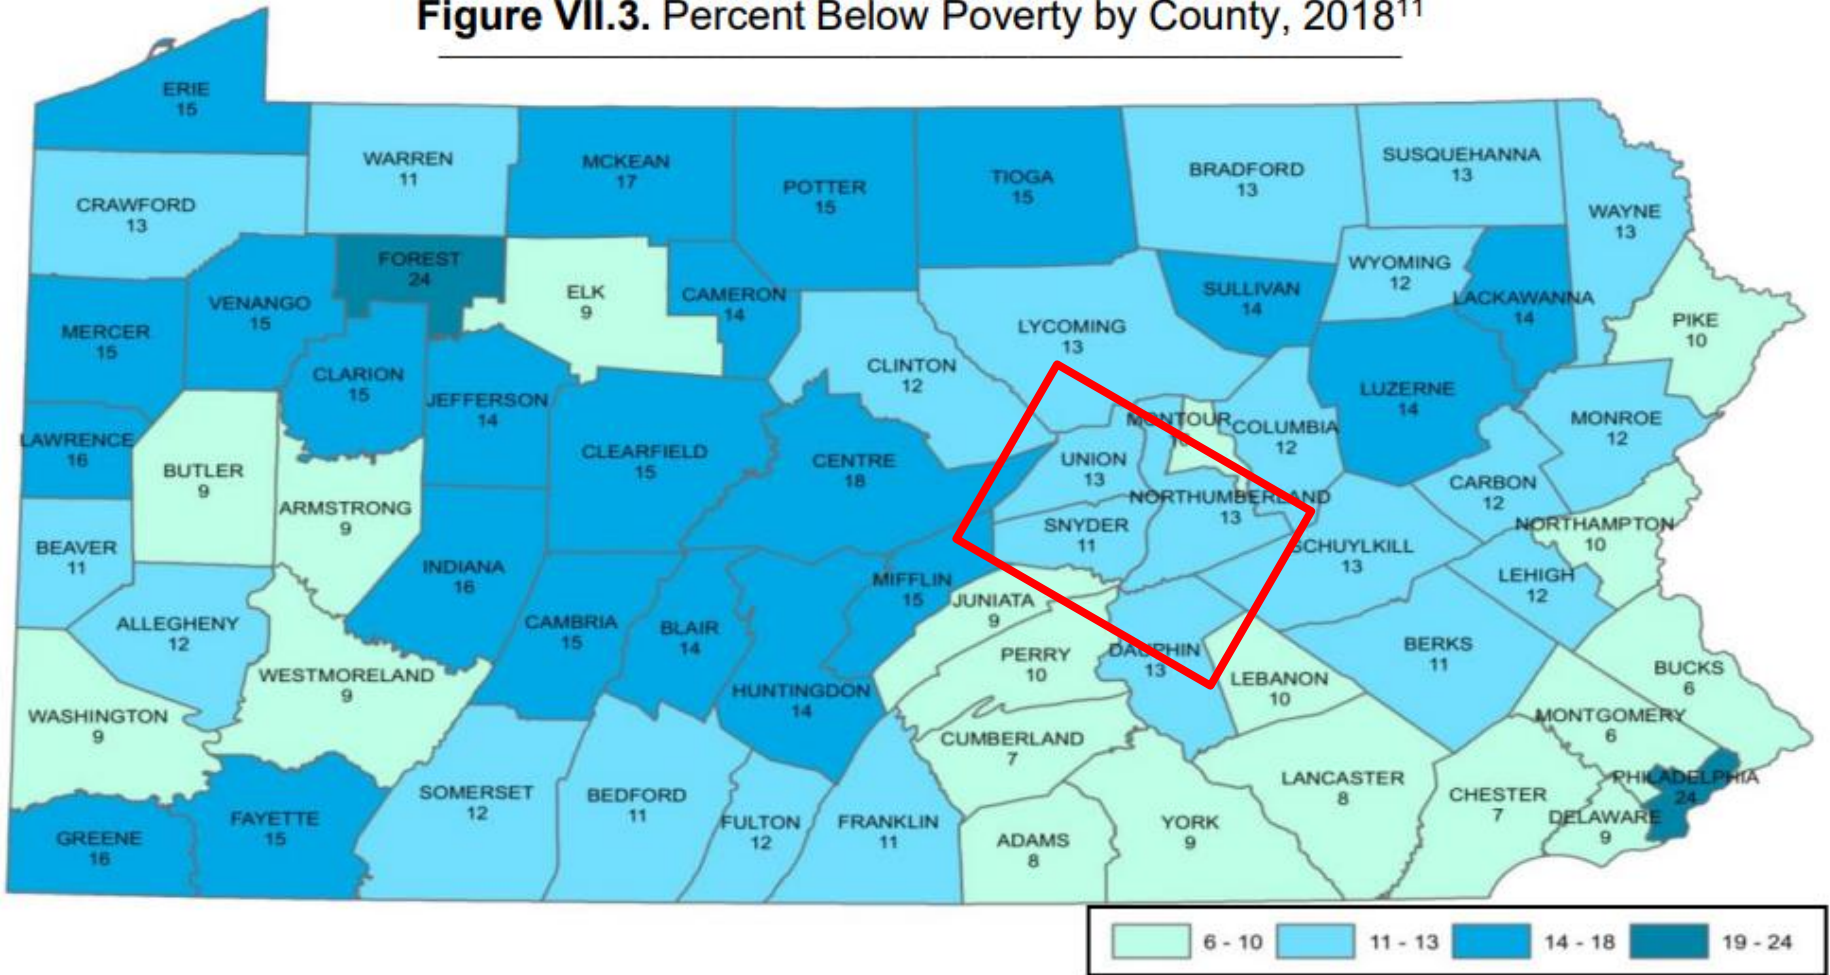 Figure VII.3. Percent Below Poverty by County, 2018¹¹
ERIE
15
WARREN
11
MCKEAN
17
POTTER
15
TIOGA
15
BRADFORD
13
SUSQUEHANNA
13
WAYNE
13
CRAWFORD
13
FOREST
24
ELK
9
CAMERON
14
SULLIVAN
14
WYOMING
12
LACKAWANNA
14
PIKE
10
MERCER
15
VENANGO
15
CLARION
15
JEFFERSON
14
CLINTON
12
LYCOMING
13
LUZERNE
14
MONROE
12
LAWRENCE
16
BUTLER
9
ARMSTRONG
9
CLEARFIELD
15
CENTRE
18
UNION
13
MONTOUR
COLUMBIA
12
CARBON
12
NORTHUMBERLAND
13
SNYDER
11
SCHUYLKILL
13
NORTHAMPTON
10
BEAVER
11
INDIANA
16
MIFFLIN
15
LEHIGH
12
ALLEGHENY
12
CAMBRIA
15
BLAIR
14
JUNIATA
9
PERRY
10
DAUPHIN
13
LEBANON
10
BERKS
11
BUCKS
6
WESTMORELAND
9
HUNTINGDON
14
WASHINGTON
9
CUMBERLAND
7
MONTGOMERY
6
SOMERSET
12
BEDFORD
11
FULTON
12
FRANKLIN
11
LANCASTER
8
CHESTER
7
PHILADELPHIA
24
DELAWARE
9
GREENE
16
FAYETTE
15
ADAMS
8
YORK
9
6 - 10
11 - 13
14 - 18
19 - 24